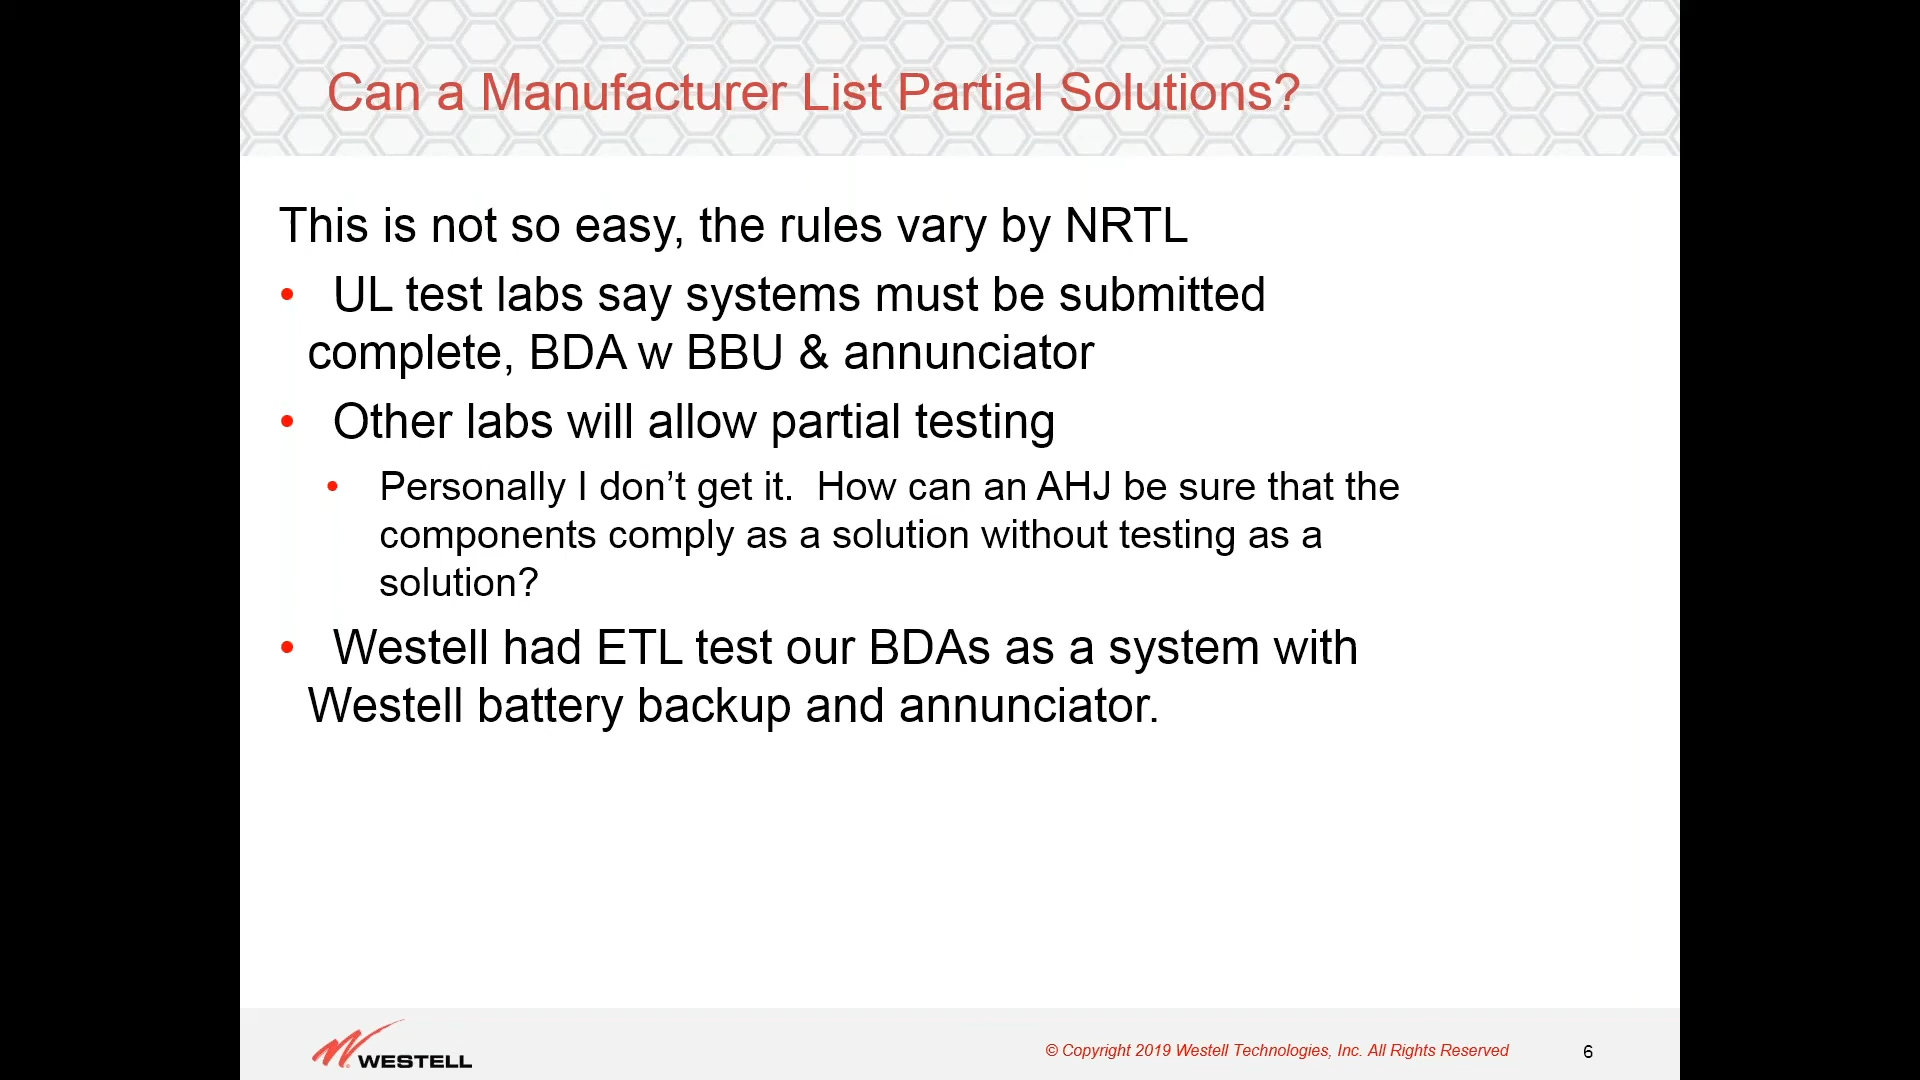 Can a Manufacturer List Partial Solutions?
This is not so easy, the rules vary by NRTL
• UL test labs say systems must be submitted
complete, BDA w BBU & annunciator
• Other labs will allow partial testing
• Personally I don’t get it.  How can an AHJ be sure that the
components comply as a solution without testing as a
solution?
• Westell had ETL test our BDAs as a system with
Westell battery backup and annunciator.
WESTELL
© Copyright 2019 Westell Technologies, Inc. All Rights Reserved
6